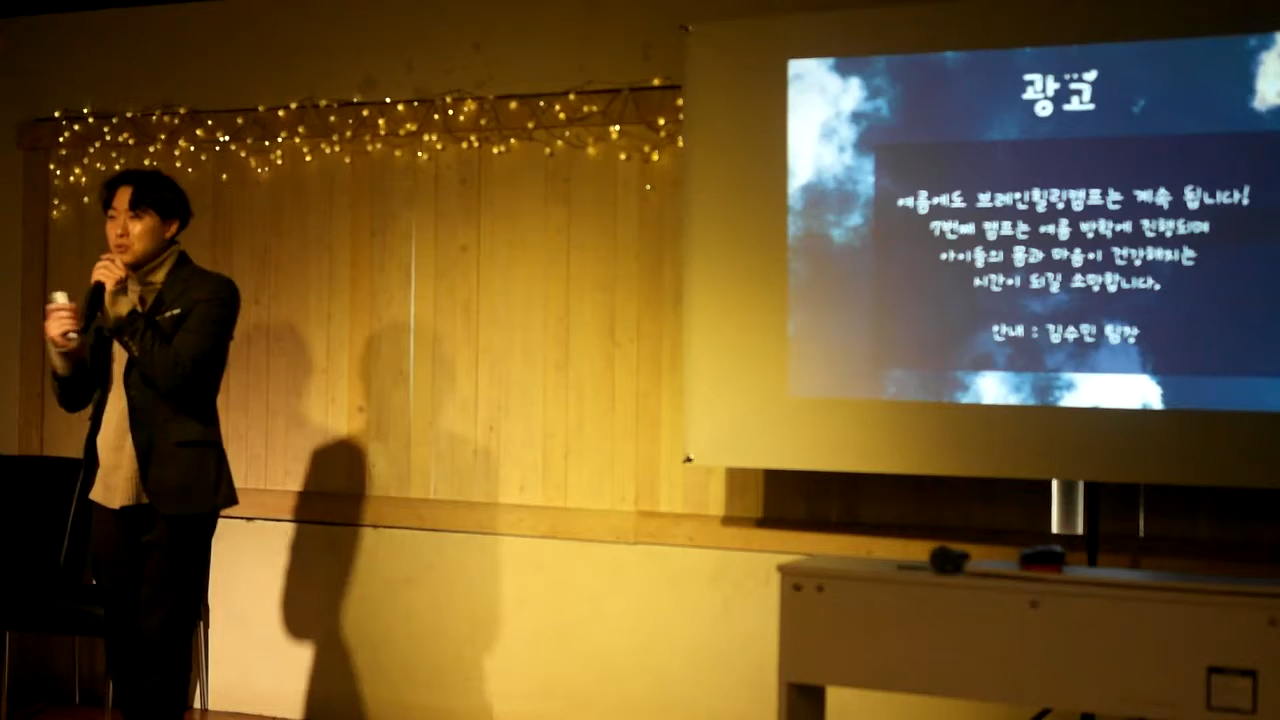 광고
여름에도 브레인힐링캠프는 계속 됩니다!
7번째 캠프는 여름 방학에 진행되며
아이들의 몸과 마음이 건강해지는
시간이 되길 소망합니다.
안내 : 김수민 팀장